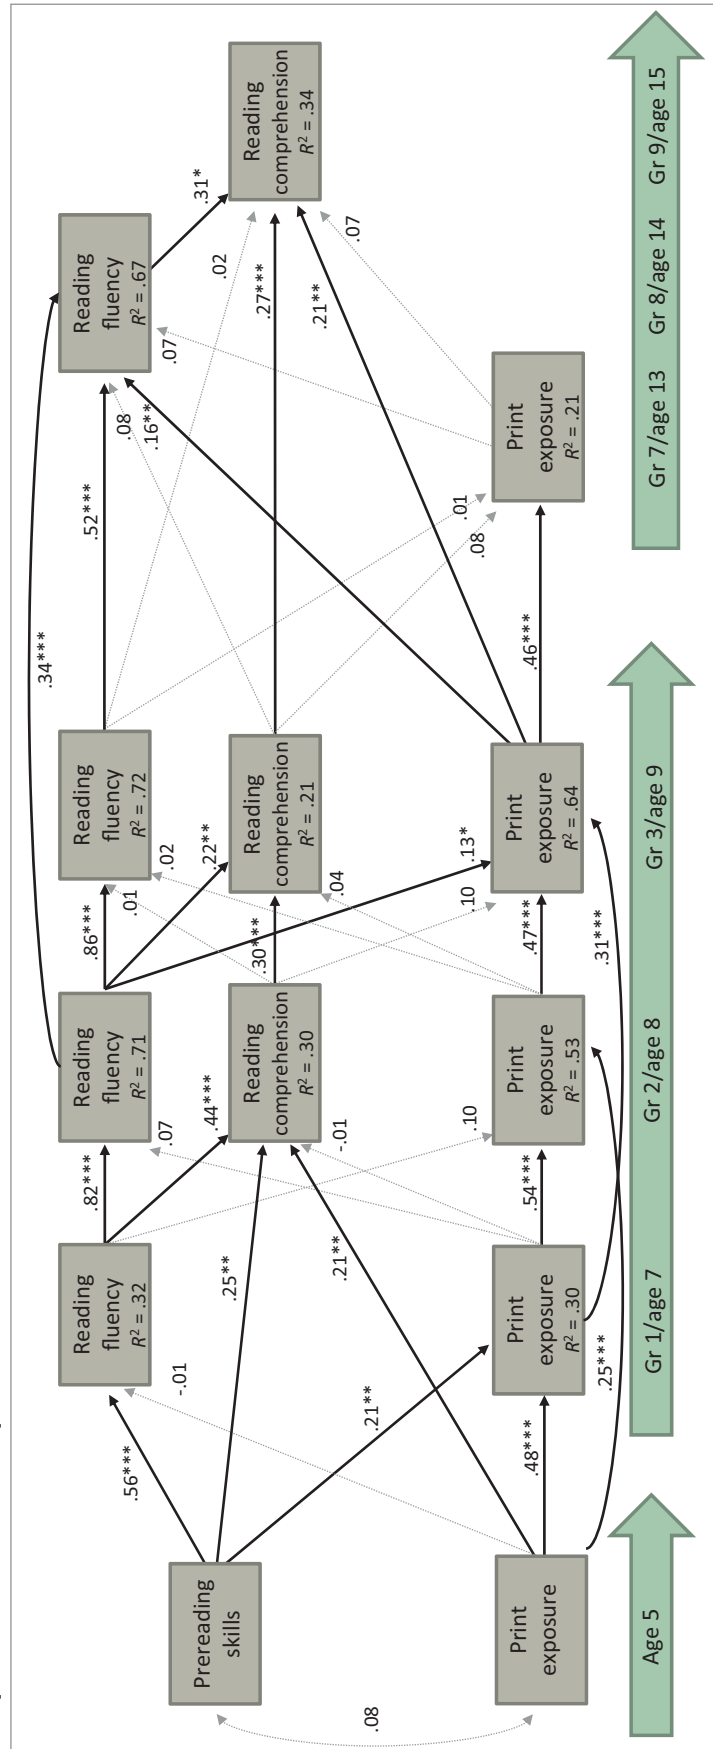 Prereading
skills
Print
exposure
.08
.56***
.25**
.21**
-.01
.21**
.48***
.25***
Reading
fluency
R² = .32
Print
exposure
R² = .30
.82***
.44***
.07
.10
-.01
.54***
.31***
Reading
fluency
R² = .71
Reading
comprehension
R² = .30
Print
exposure
R² = .53
.34***
.86***
.01
.02
.22**
.13*
.30***
.04
.10
.47***
Reading
fluency
R² = .72
Reading
comprehension
R² = .21
Print
exposure
R² = .64
.52***
.08
.16**
.07
.02
.27***
.21**
.07
.01
.08
.46***
Print
exposure
R² = .21
Reading
fluency
R² = .67
.31*
Reading
comprehension
R² = .34
Age 5
Gr 1/age 7
Gr 2/age 8
Gr 3/age 9
Gr 7/age 13
Gr 8/age 14
Gr 9/age 15